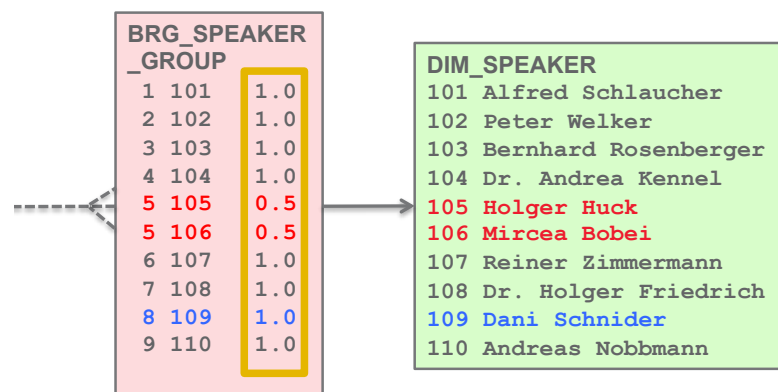 BRG_SPEAKER
_GROUP
1 101 1.0
2 102 1.0
3 103 1.0
4 104 1.0
5 105 0.5
5 106 0.5
6 107 1.0
7 108 1.0
8 109 1.0
9 110 1.0
DIM_SPEAKER
101 Alfred Schlaucher
102 Peter Welker
103 Bernhard Rosenberger
104 Dr. Andrea Kennel
105 Holger Huck
106 Mircea Bobei
107 Reiner Zimmermann
108 Dr. Holger Friedrich
109 Dani Schnider
110 Andreas Nobbmann